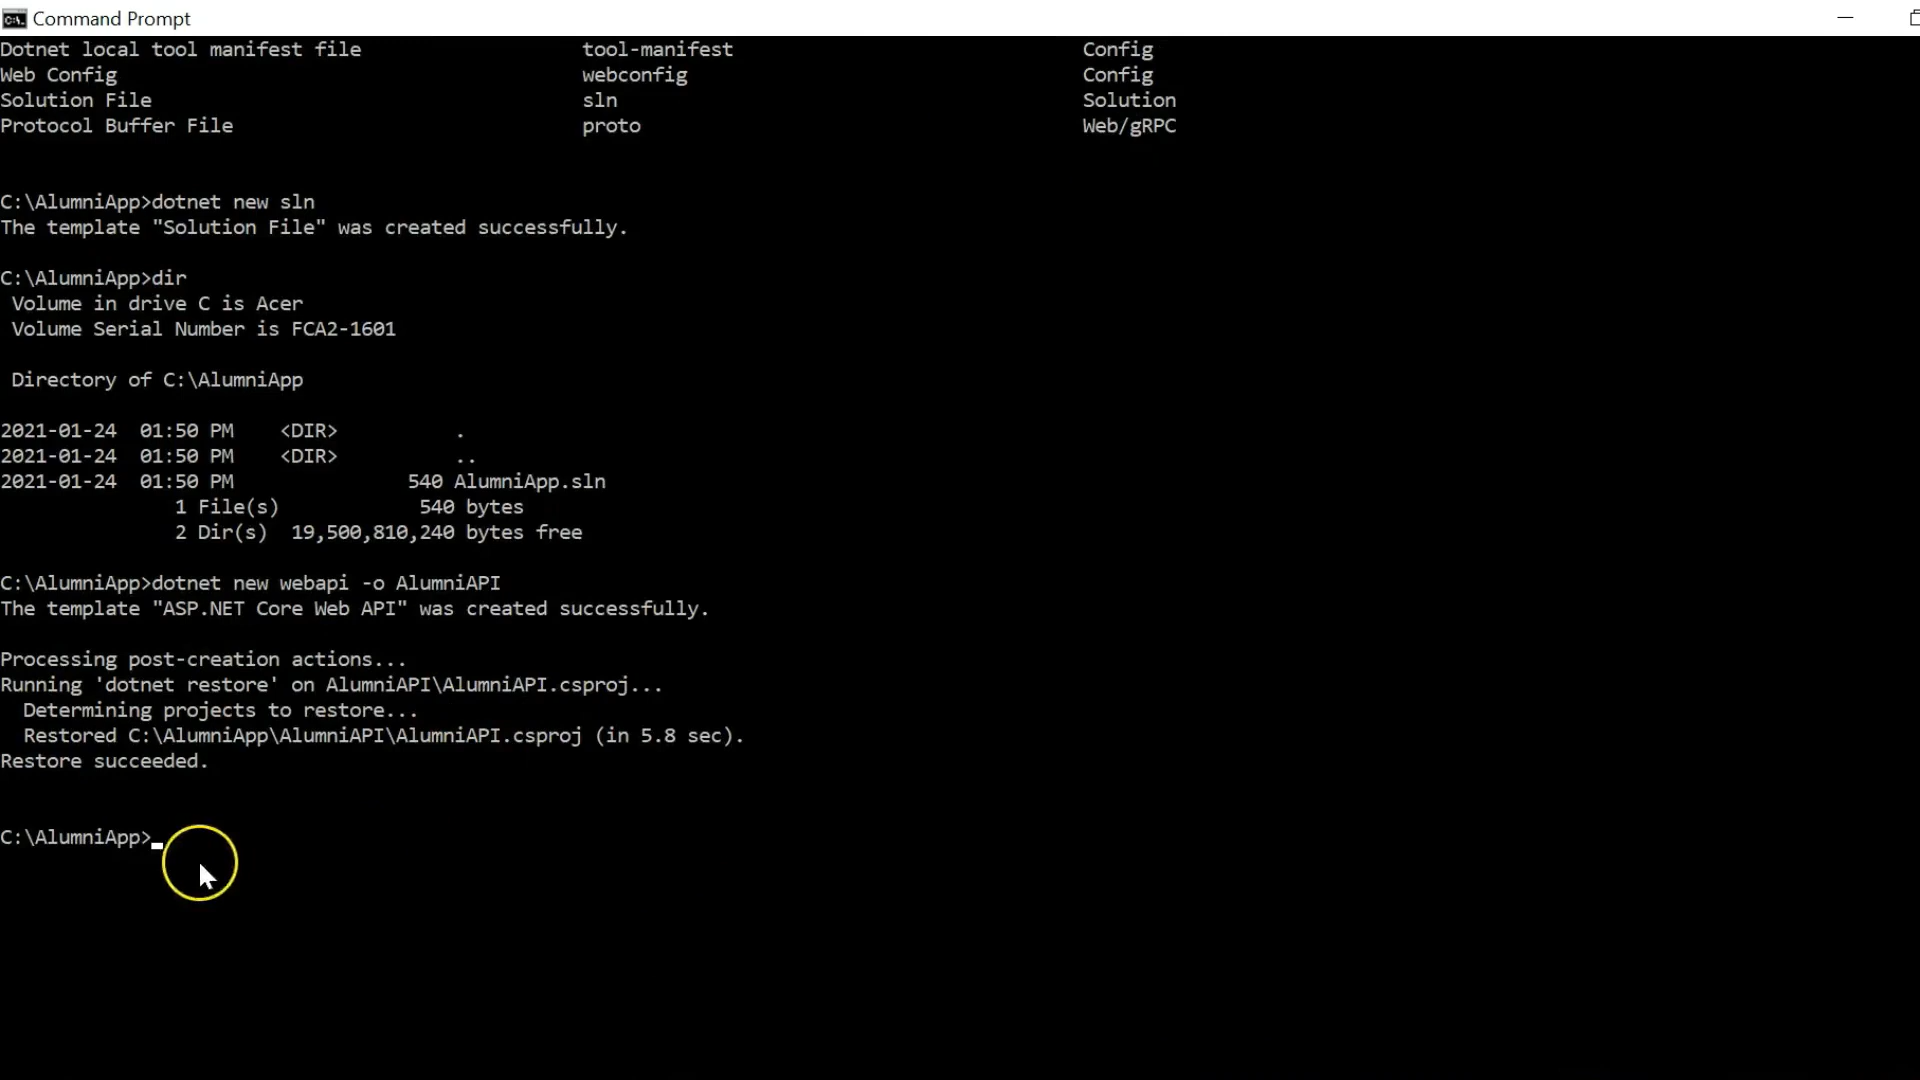 Command Prompt
Dotnet local tool manifest file tool-manifest Config
Web Config webconfig Config
Solution File sln Solution
Protocol Buffer File proto Web/gRPC
C:\AlumniApp>dotnet new sln
The template "Solution File" was created successfully.
C:\AlumniApp>dir
Volume in drive C is Acer
Volume Serial Number is FCA2-1601
Directory of C:\AlumniApp
2021-01-24 01:50 PM <DIR> .
2021-01-24 01:50 PM <DIR> ..
2021-01-24 01:50 PM 540 AlumniApp.sln
1 File(s) 540 bytes
2 Dir(s) 19,500,810,240 bytes free
C:\AlumniApp>dotnet new webapi -o AlumniAPI
The template "ASP.NET Core Web API" was created successfully.
Processing post-creation actions...
Running 'dotnet restore' on AlumniAPI\AlumniAPI.csproj...
Determining projects to restore...
Restored C:\AlumniApp\AlumniAPI\AlumniAPI.csproj (in 5.8 sec).
Restore succeeded.
C:\AlumniApp>